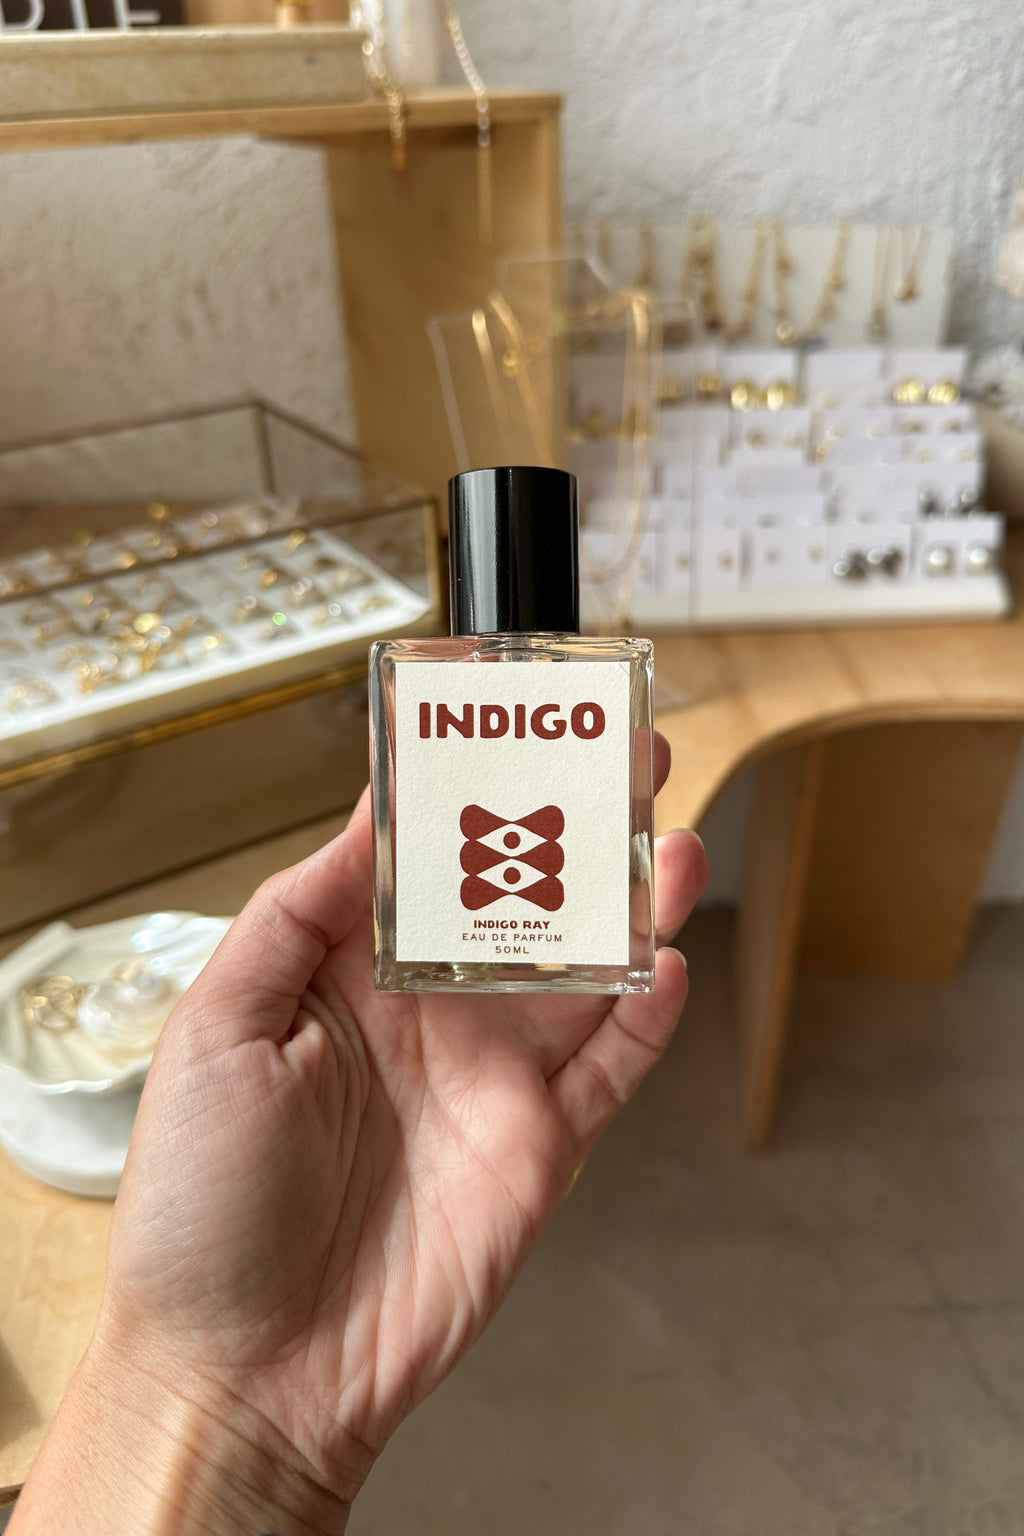 INDIGO
INDIGO RAY
EAU DE PARFUM
50ML